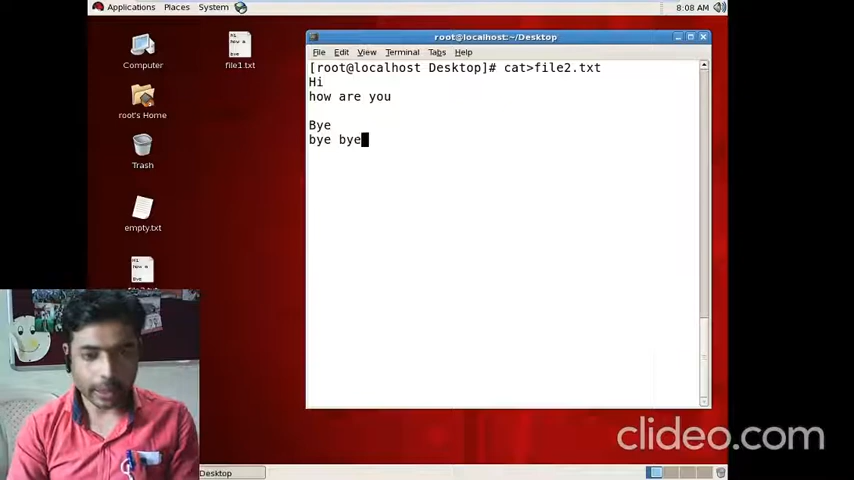 Applications Places System
8:08 AM
Computer
file1.txt
root's Home
Trash
empty.txt
root@localhost:~/Desktop
File Edit View Terminal Tabs Help
[root@localhost Desktop]# cat>file2.txt
Hi
how are you
Bye
bye bye
Desktop
clideo.com